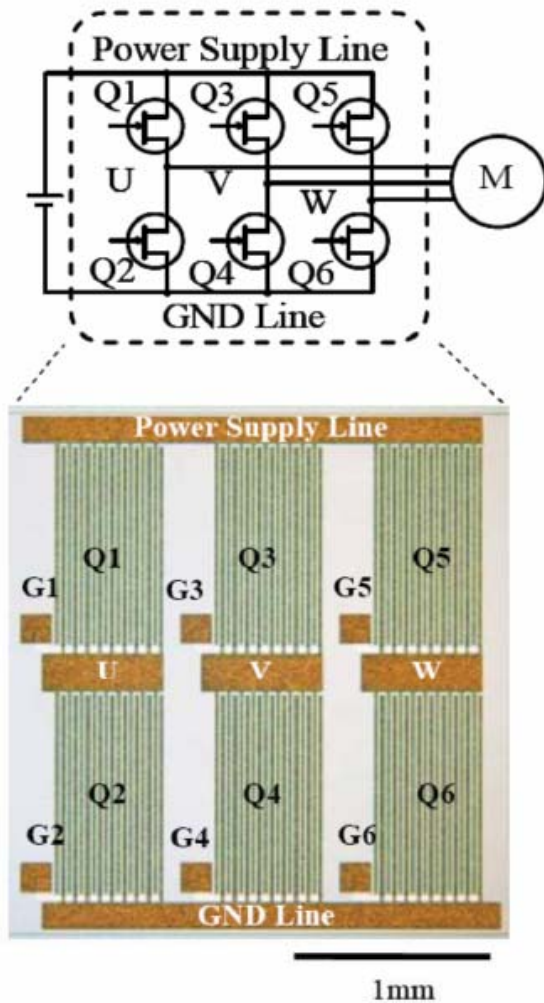 Power Supply Line
Q1 Q3 Q5
U V W M
Q2 Q4 Q6
GND Line
Power Supply Line
Q1 Q3 Q5
G1 G3 G5
U V W
Q2 Q4 Q6
G2 G4 G6
GND Line
1mm